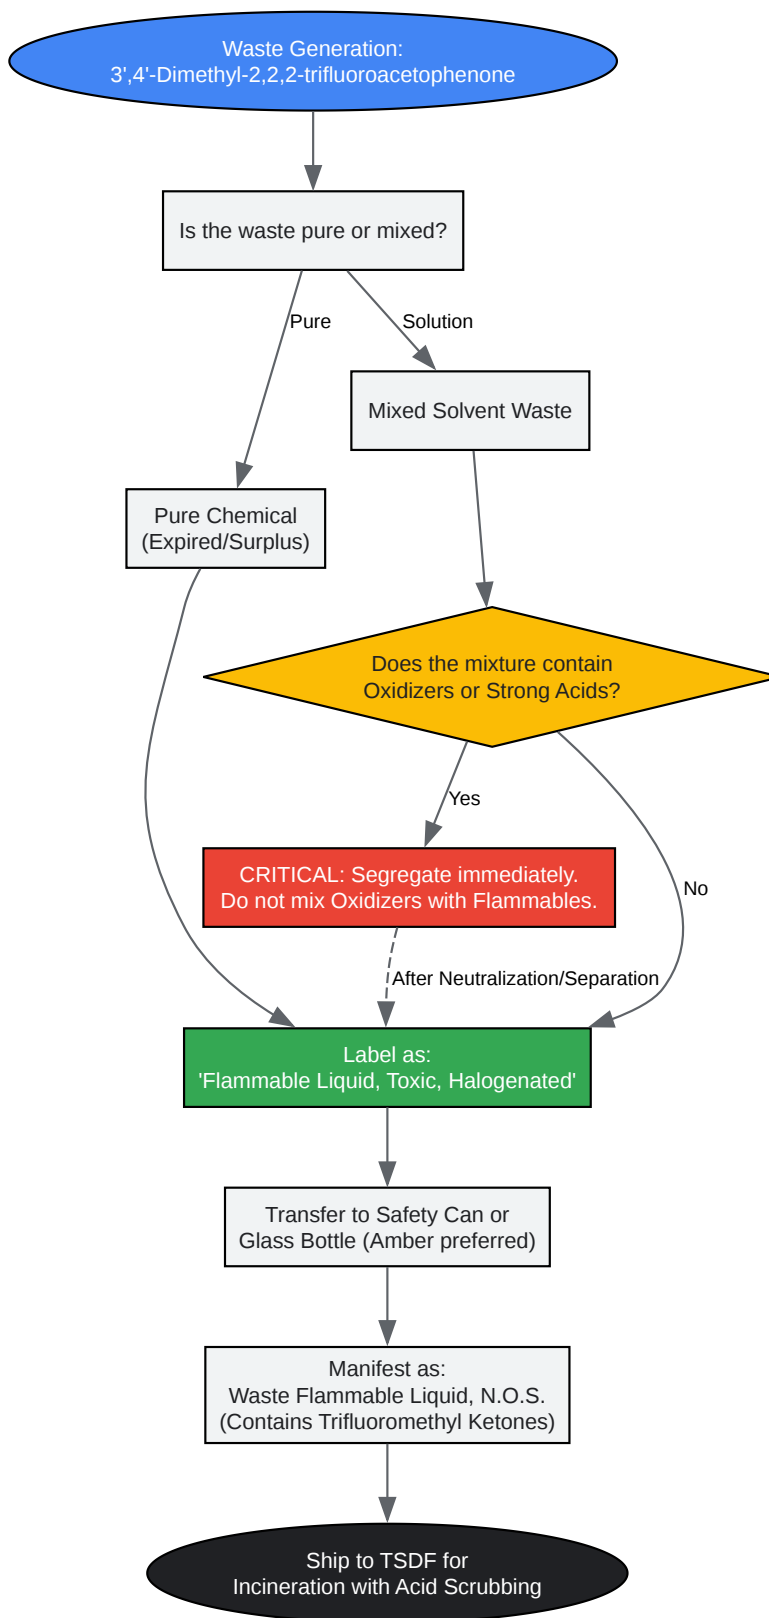 Waste Generation:
3',4'-Dimethyl-2,2,2-trifluoroacetophenone
Is the waste pure or mixed?
Pure
Solution
Mixed Solvent Waste
Pure Chemical
(Expired/Surplus)
Does the mixture contain
Oxidizers or Strong Acids?
Yes
CRITICAL: Segregate immediately.
Do not mix Oxidizers with Flammables.
No
After Neutralization/Separation
Label as:
'Flammable Liquid, Toxic, Halogenated'
Transfer to Safety Can or
Glass Bottle (Amber preferred)
Manifest as:
Waste Flammable Liquid, N.O.S.
(Contains Trifluoromethyl Ketones)
Ship to TSDF for
Incineration with Acid Scrubbing